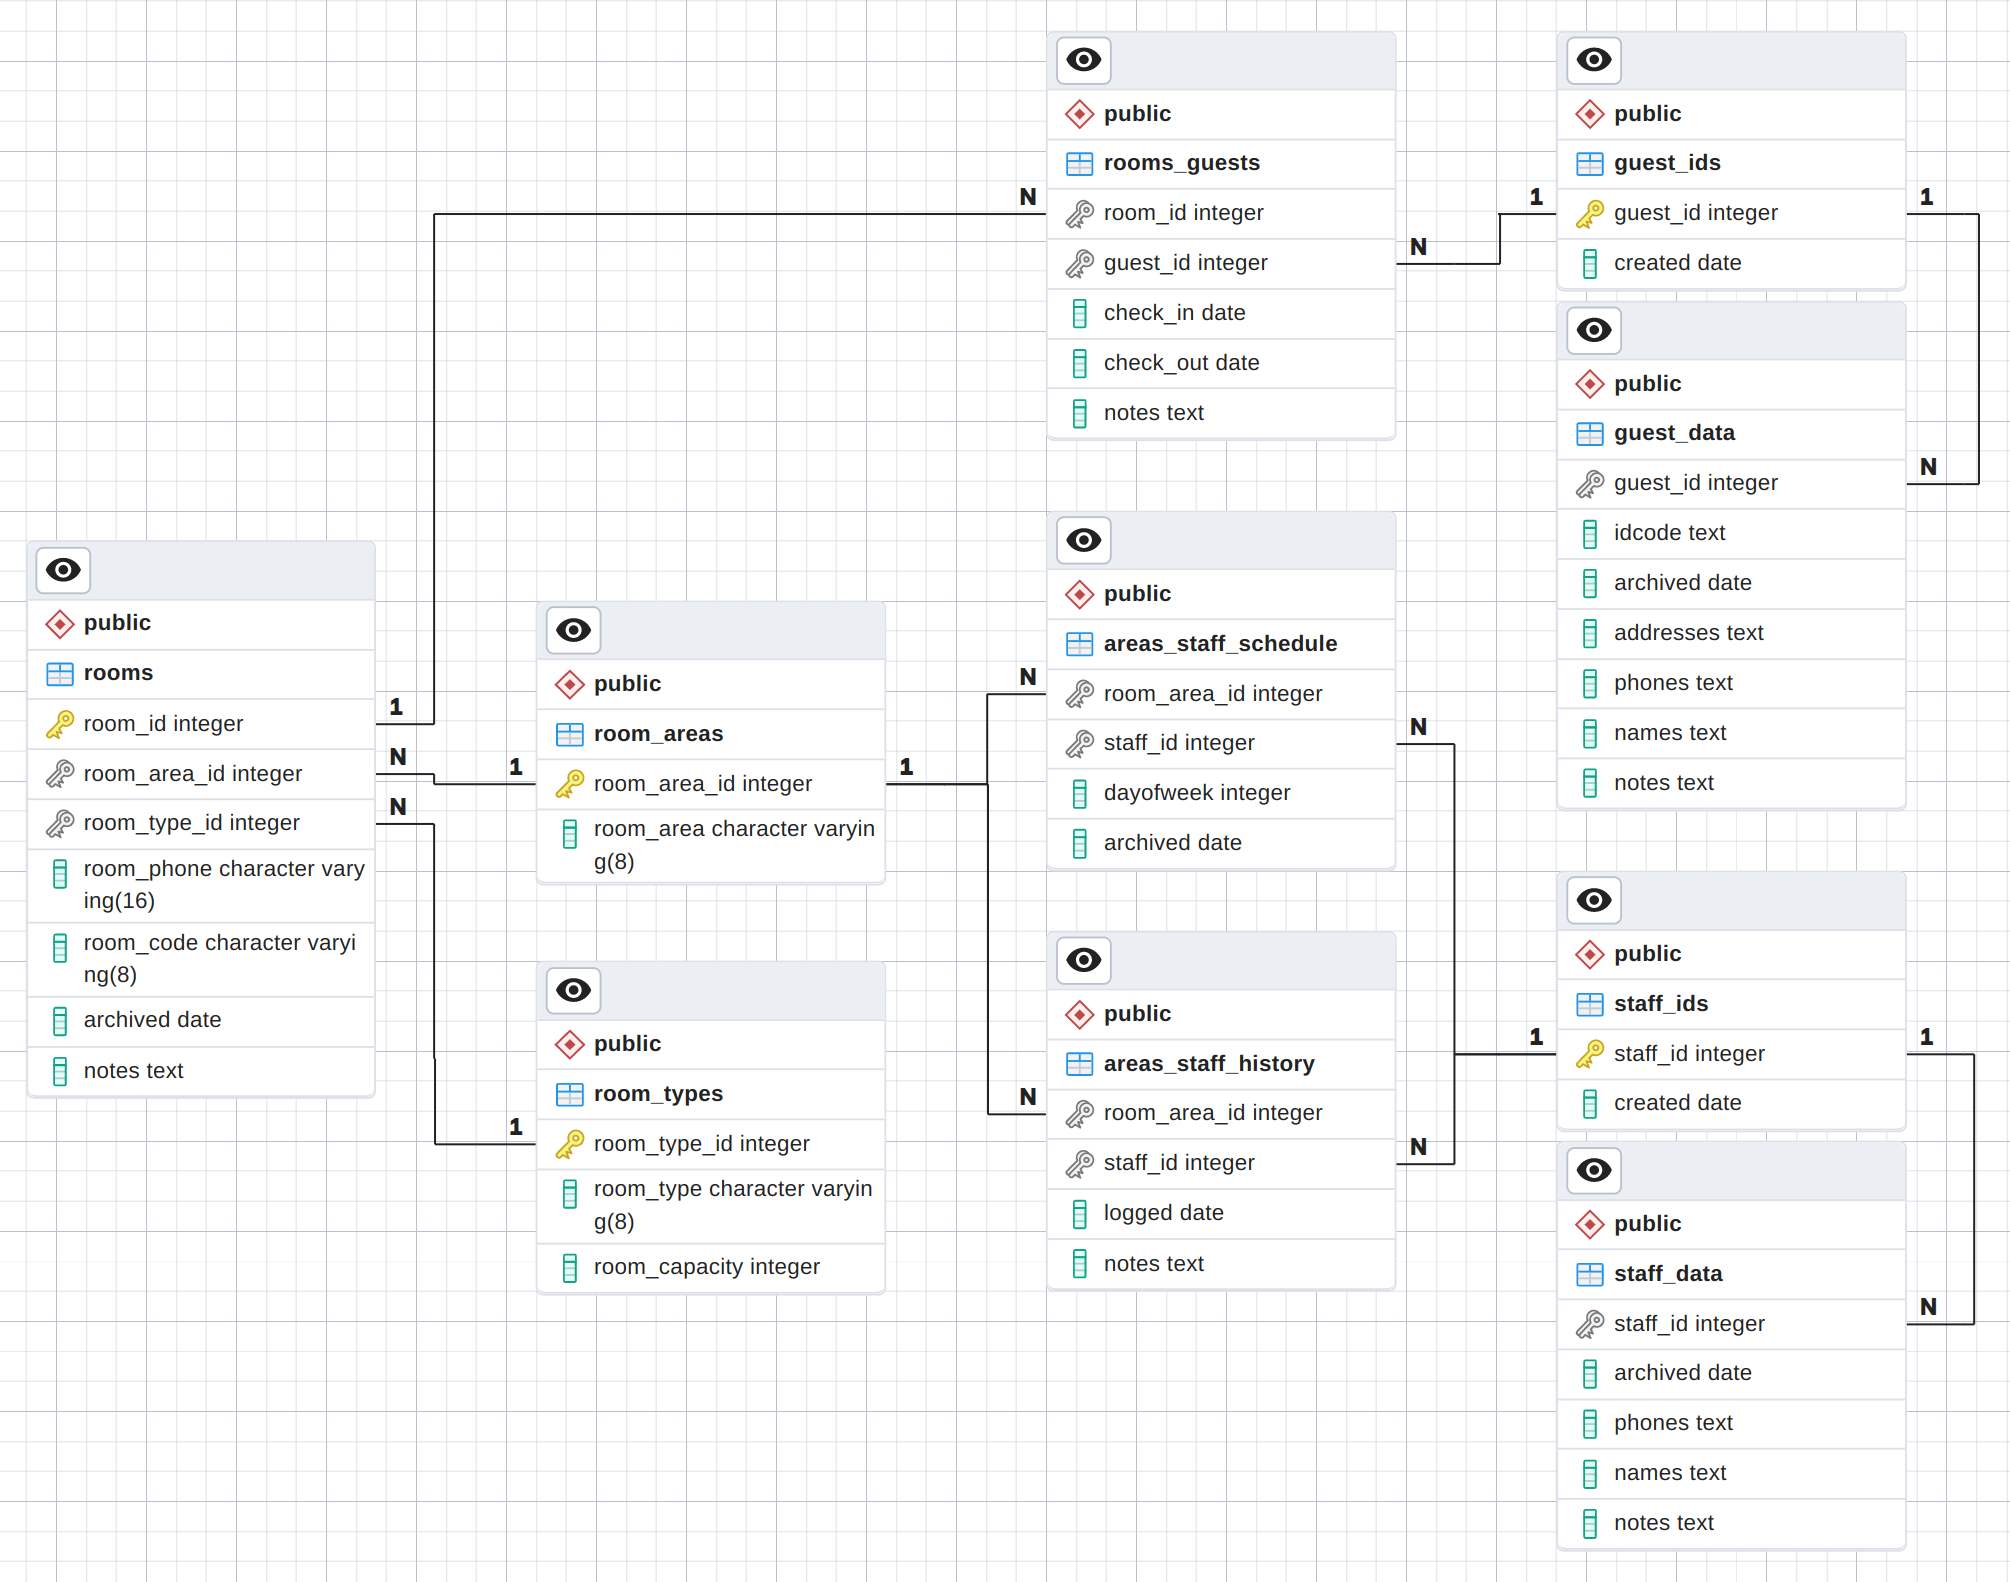 public
rooms
room_id integer
room_area_id integer
room_type_id integer
room_phone character vary
ing(16)
room_code character varyi
ng(8)
archived date
notes text
1
N
N
public
room_areas
room_area_id integer
room_area character varyin
g(8)
1
1
public
room_types
room_type_id integer
room_type character varyin
g(8)
room_capacity integer
1
public
rooms_guests
room_id integer
guest_id integer
check_in date
check_out date
notes text
N
N
public
areas_staff_schedule
room_area_id integer
staff_id integer
dayofweek integer
archived date
N
N
public
areas_staff_history
room_area_id integer
staff_id integer
logged date
notes text
N
N
public
guest_ids
guest_id integer
created date
1
1
public
guest_data
guest_id integer
idcode text
archived date
addresses text
phones text
names text
notes text
N
public
staff_ids
staff_id integer
created date
1
1
public
staff_data
staff_id integer
archived date
phones text
names text
notes text
N